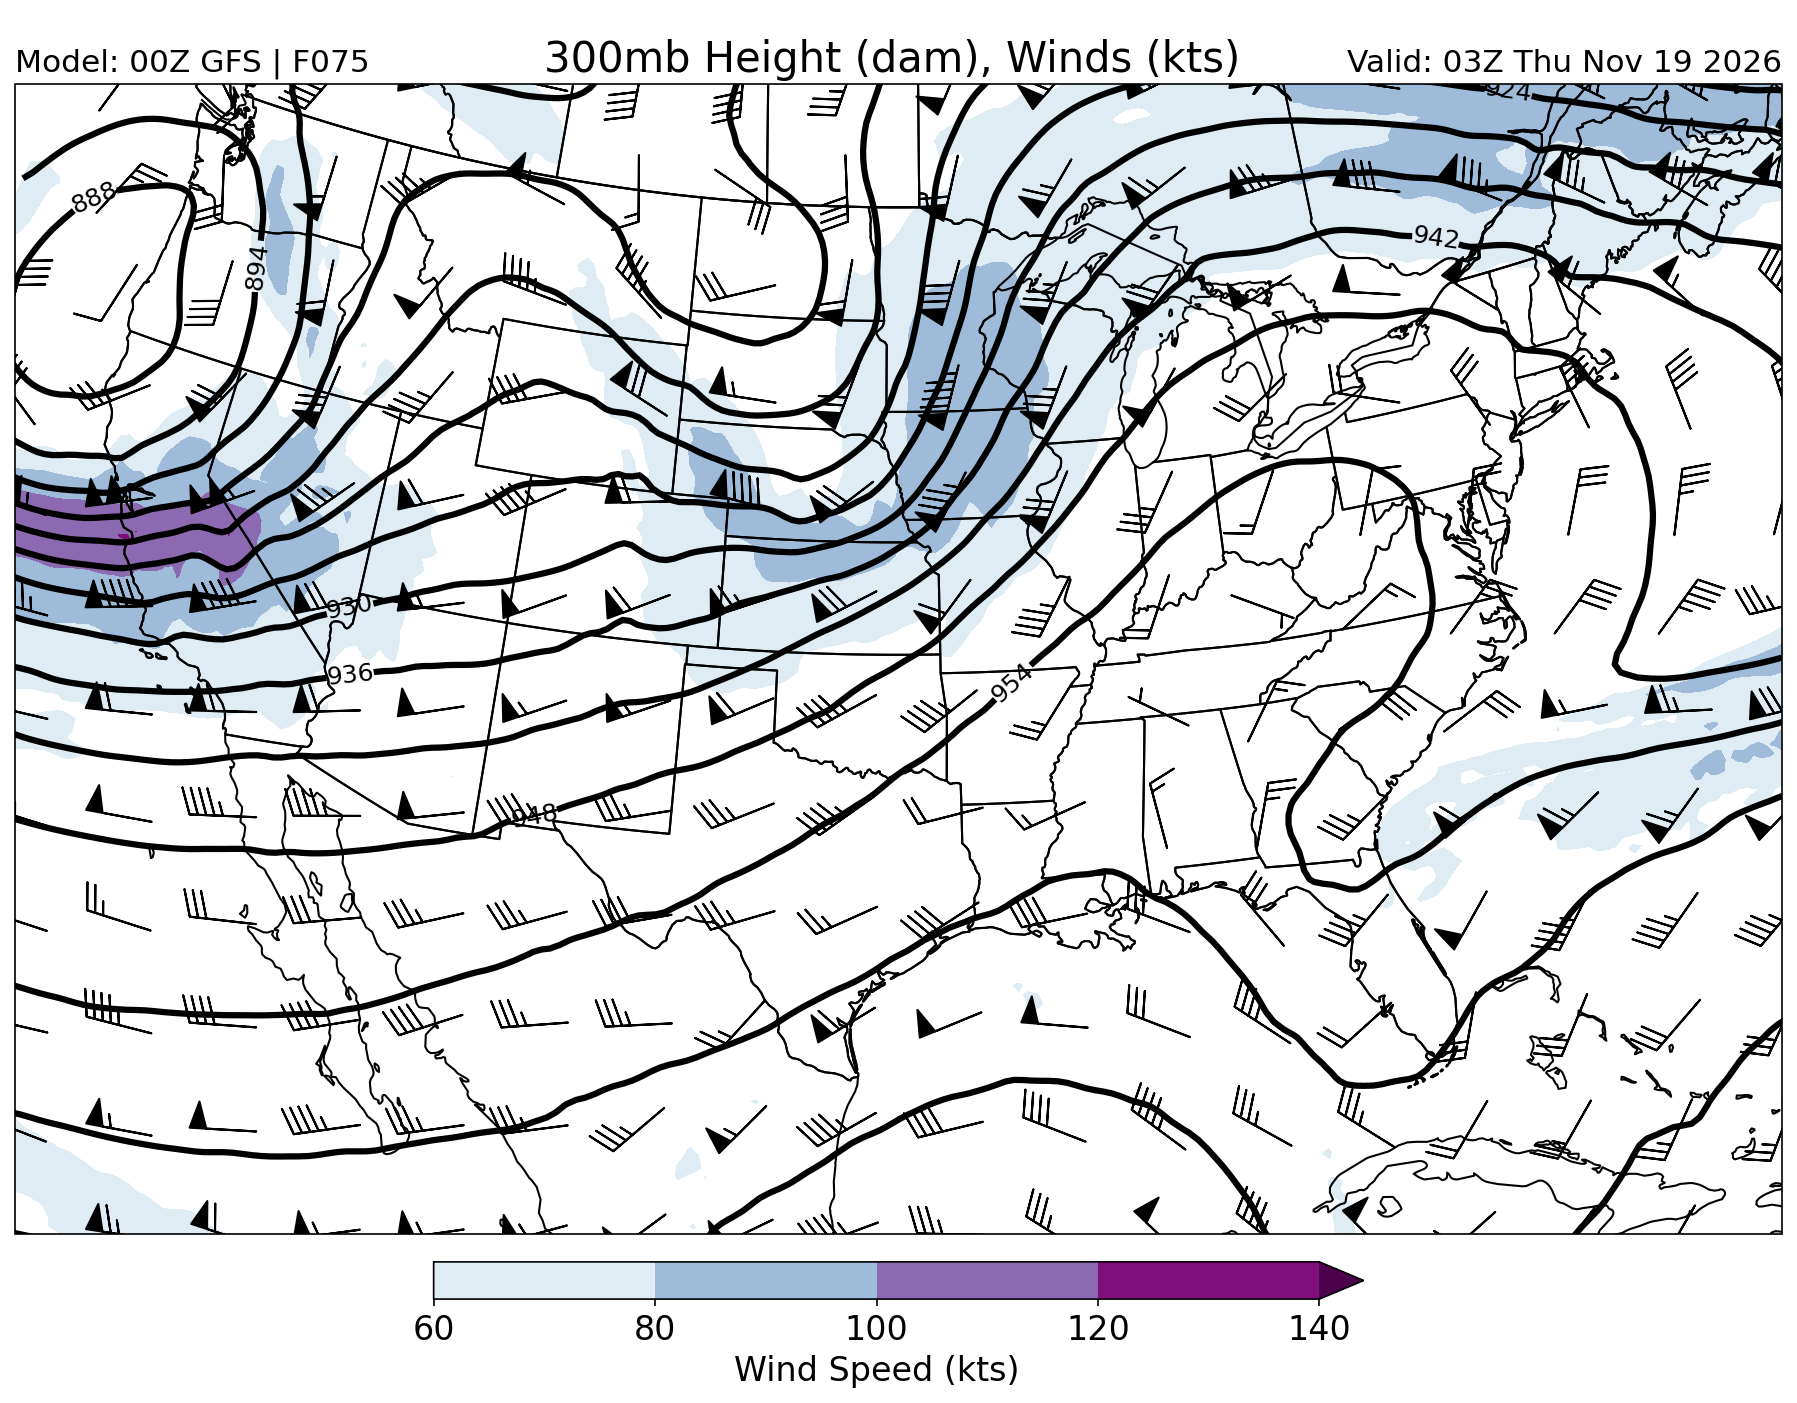 Model: 00Z GFS | F075
300mb Height (dam), Winds (kts)
Valid: 03Z Thu Nov 19 2026
924
888
942
894
930
936
954
948
60 80 100 120 140
Wind Speed (kts)